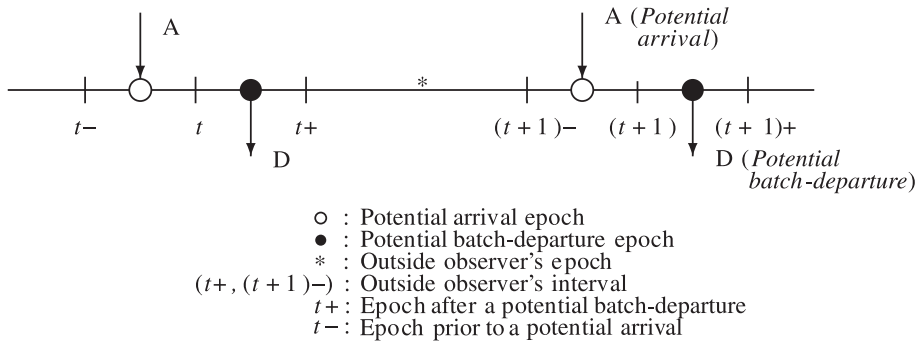 A
A (Potential
arrival)
*
t−
t
t+
(t + 1)−
(t + 1)
(t + 1)+
D
D (Potential
batch-departure)
○ : Potential arrival epoch
● : Potential batch-departure epoch
* : Outside observer's epoch
(t+, (t + 1)−) : Outside observer's interval
t+ : Epoch after a potential batch-departure
t− : Epoch prior to a potential arrival